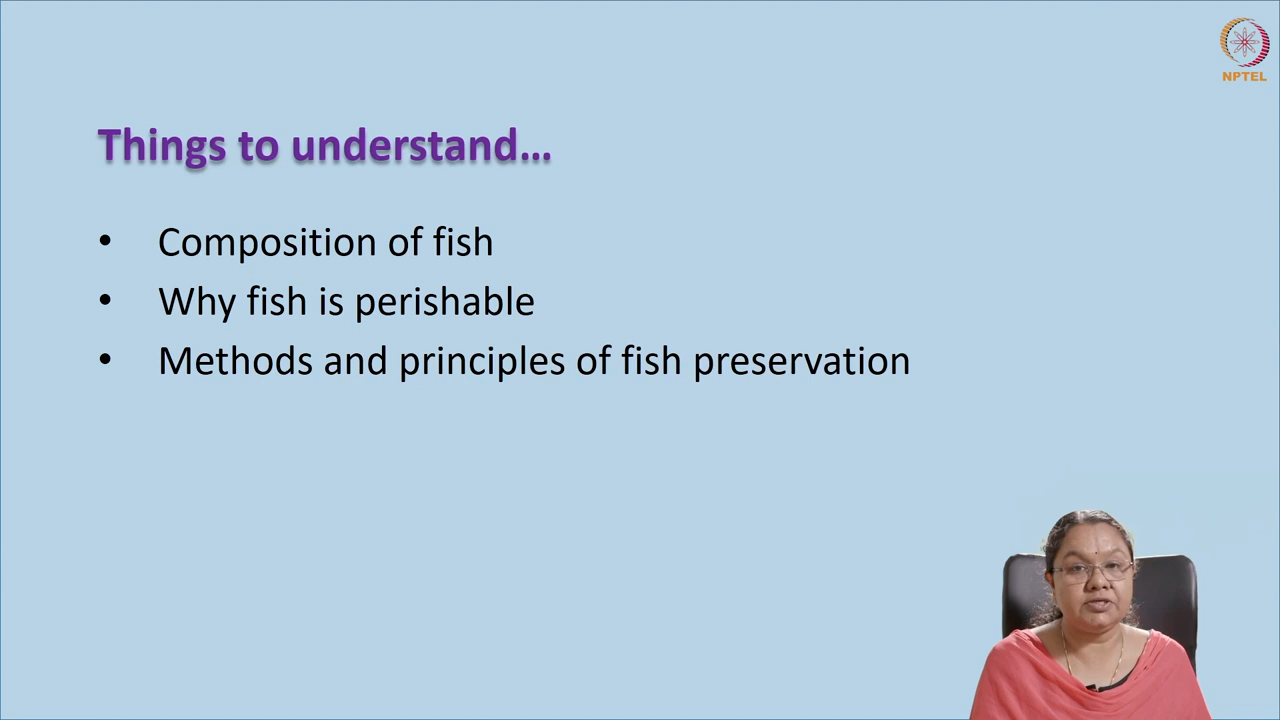 NPTEL
Things to understand...
• Composition of fish
• Why fish is perishable
• Methods and principles of fish preservation